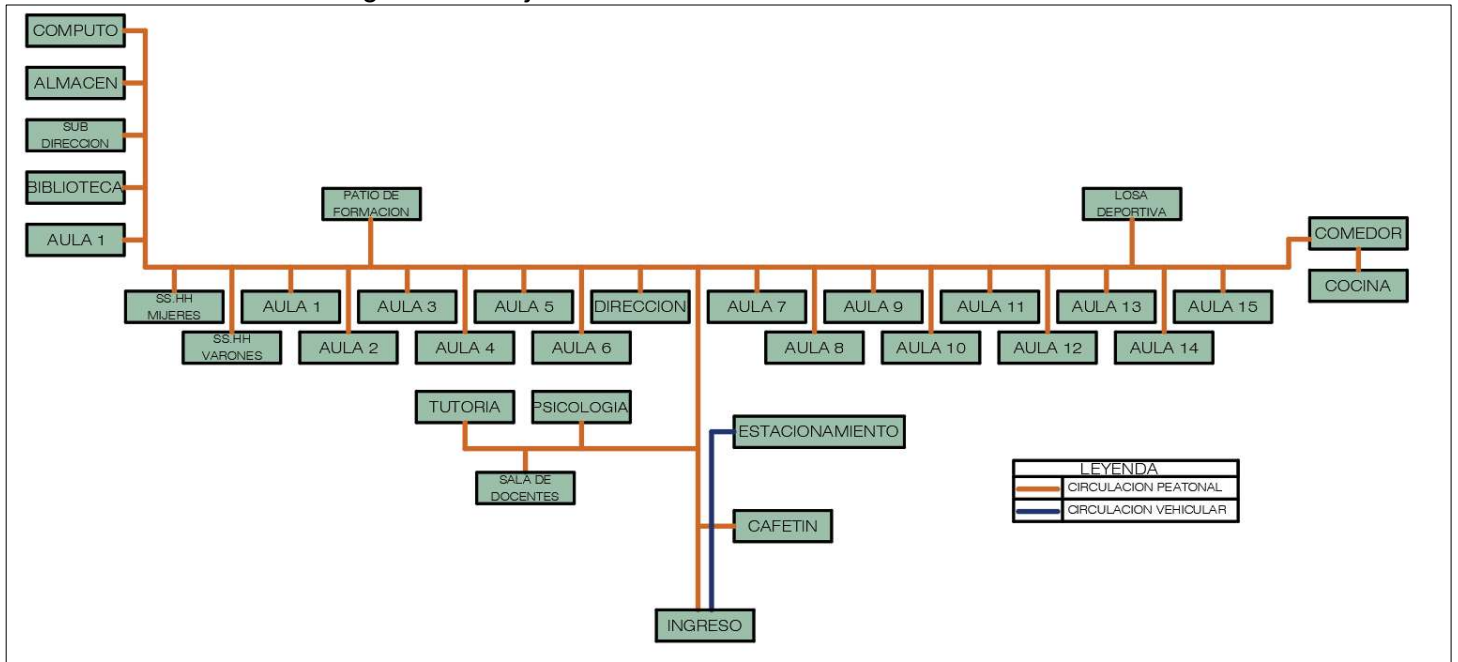 COMPUTO
ALMACEN
SUB
DIRECCION
BIBLIOTECA
AULA 1
PATIO DE
FORMACION
LOSA
DEPORTIVA
COMEDOR
COCINA
SS.HH
MIJERES
SS.HH
VARONES
AULA 1
AULA 2
AULA 3
AULA 4
AULA 5
AULA 6
DIRECCION
AULA 7
AULA 8
AULA 9
AULA 10
AULA 11
AULA 12
AULA 13
AULA 14
AULA 15
TUTORIA
PSICOLOGIA
SALA DE
DOCENTES
ESTACIONAMIENTO
CAFETIN
INGRESO
LEYENDA
CIRCULACION PEATONAL
CIRCULACION VEHICULAR